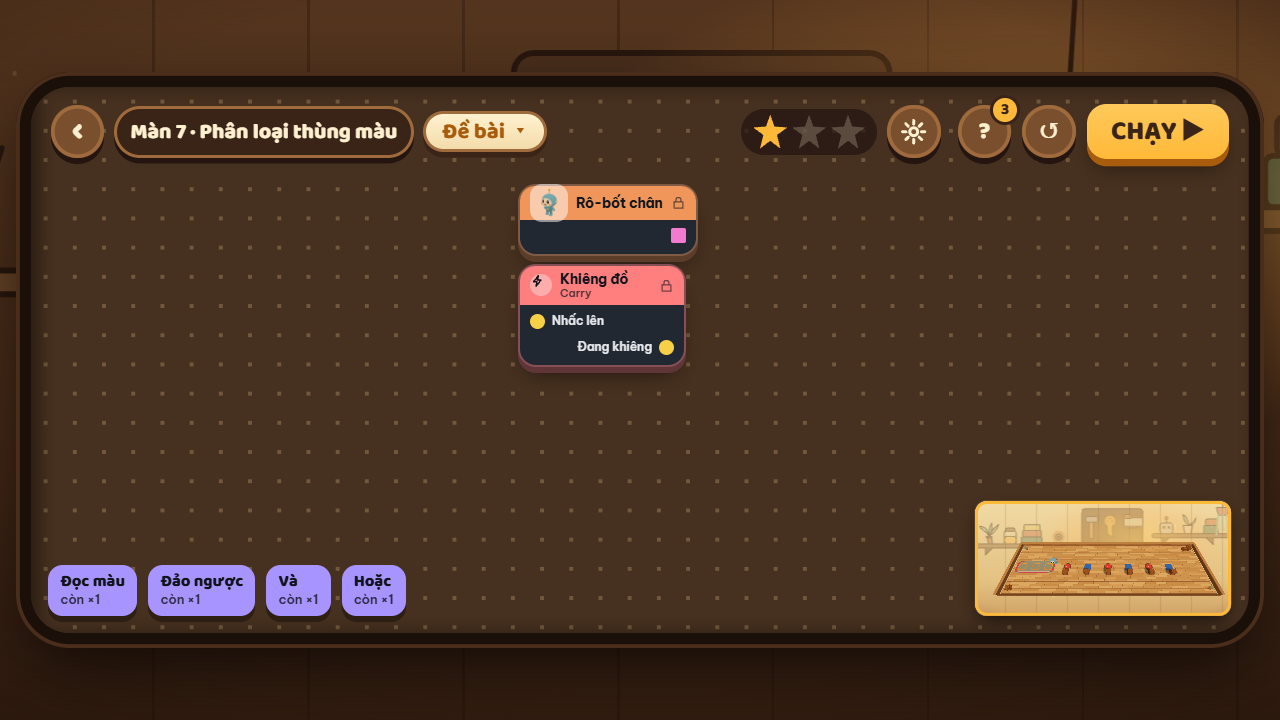 Màn 7 • Phân loại thùng màu
Đề bài
?
3
CHẠY
Rô-bốt chân
Khiêng đồ
Carry
Nhấc lên
Đang khiêng
Đọc màu
còn ×1
Đảo ngược
còn ×1
Và
còn ×1
Hoặc
còn ×1